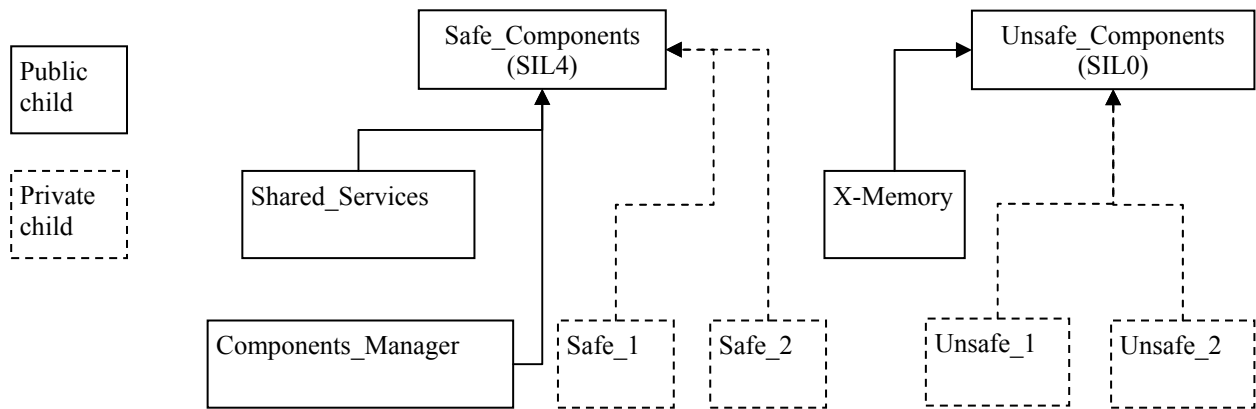 Public
child
Private
child
Safe_Components
(SIL4)
Unsafe_Components
(SIL0)
Shared_Services
X-Memory
Components_Manager
Safe_1
Safe_2
Unsafe_1
Unsafe_2